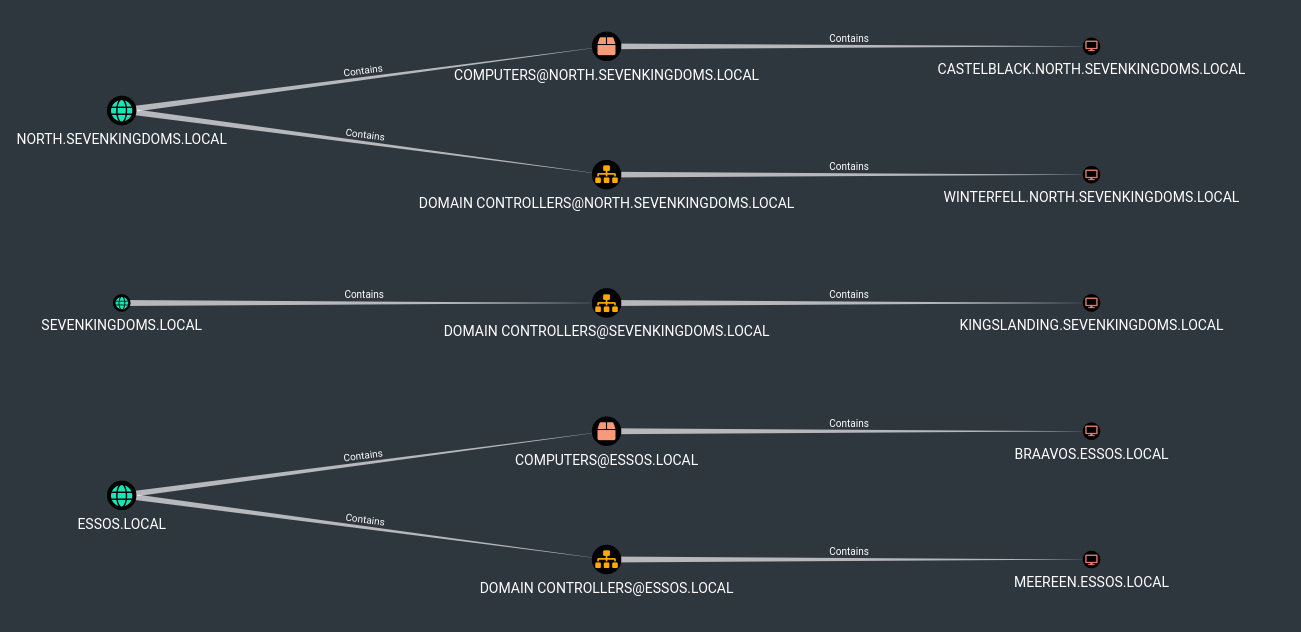 Contains
COMPUTERS@NORTH.SEVENKINGDOMS.LOCAL
Contains
CASTELBLACK.NORTH.SEVENKINGDOMS.LOCAL
NORTH.SEVENKINGDOMS.LOCAL
Contains
DOMAIN CONTROLLERS@NORTH.SEVENKINGDOMS.LOCAL
Contains
WINTERFELL.NORTH.SEVENKINGDOMS.LOCAL
SEVENKINGDOMS.LOCAL
Contains
DOMAIN CONTROLLERS@SEVENKINGDOMS.LOCAL
Contains
KINGSLANDING.SEVENKINGDOMS.LOCAL
Contains
COMPUTERS@ESSOS.LOCAL
Contains
BRAAVOS.ESSOS.LOCAL
ESSOS.LOCAL
Contains
DOMAIN CONTROLLERS@ESSOS.LOCAL
Contains
MEEREEN.ESSOS.LOCAL